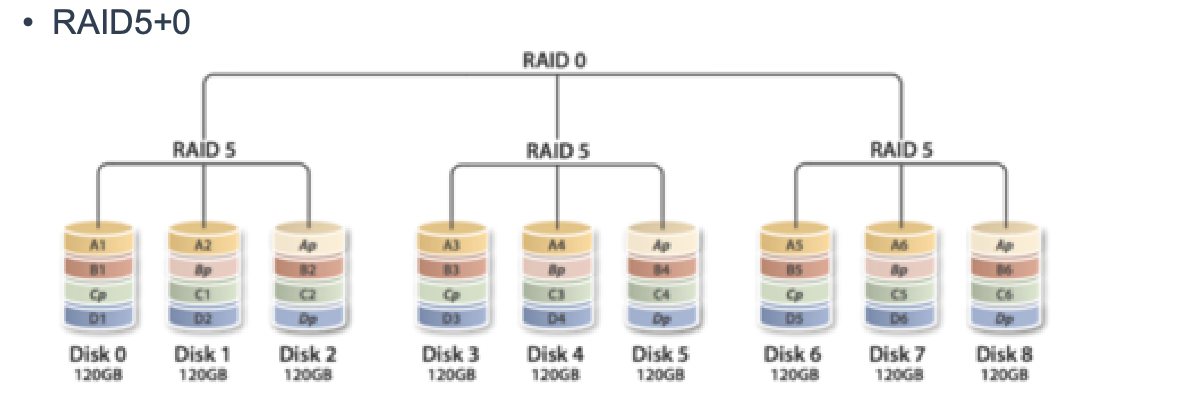 • RAID5+0
RAID 0
RAID 5 RAID 5 RAID 5
A1 A2 Ap A3 A4 Ap A5 A6 Ap
B1 Bp B2 B3 Bp B4 B5 Bp B6
Cp C1 C2 Cp C3 C4 Cp C5 C6
D1 D2 Dp D3 D4 Dp D5 D6 Dp
Disk 0 Disk 1 Disk 2 Disk 3 Disk 4 Disk 5 Disk 6 Disk 7 Disk 8
120GB 120GB 120GB 120GB 120GB 120GB 120GB 120GB 120GB